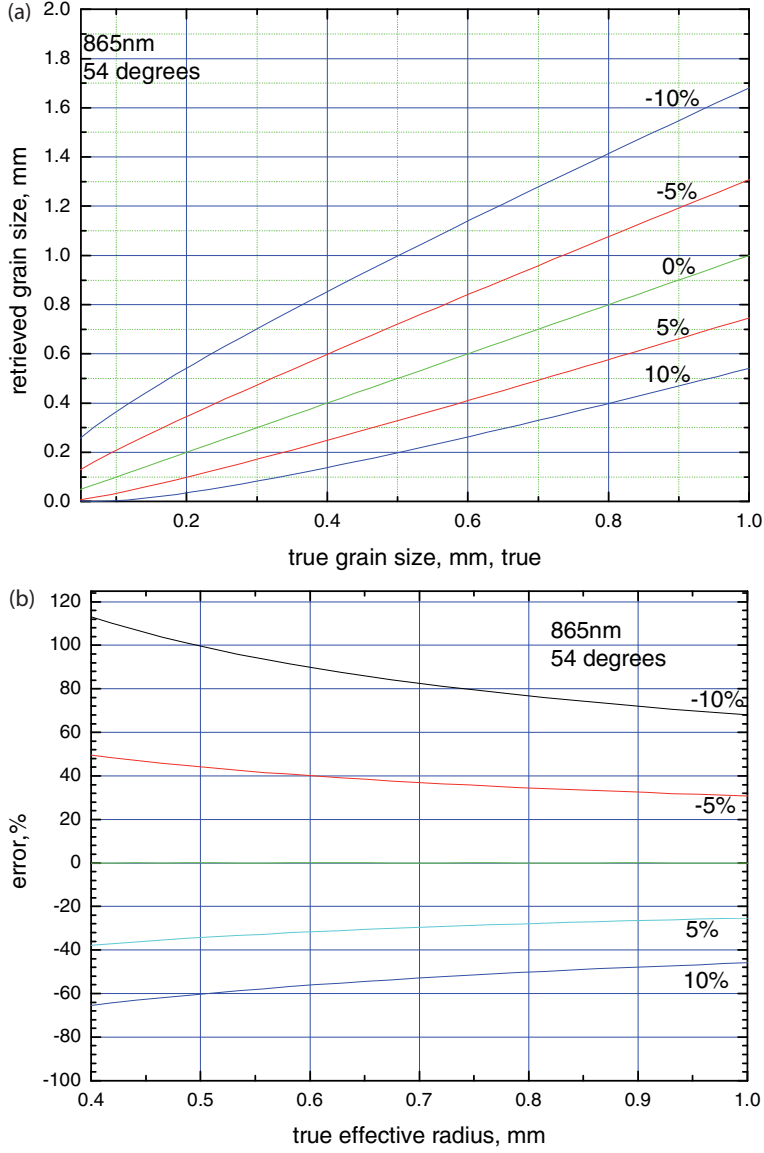 (a)
2.0
865nm
54 degrees
1.8
1.6
-10%
1.4
-5%
1.2
1.0
0%
0.8
5%
0.6
10%
0.4
0.2
0.0
0.2 0.4 0.6 0.8 1.0
retrieved grain size, mm
true grain size, mm, true
(b)
120
865nm
54 degrees
100
80
-10%
60
40
-5%
20
0
-20
5%
-40
10%
-60
-80
-100
0.4 0.5 0.6 0.7 0.8 0.9 1.0
error,%
true effective radius, mm